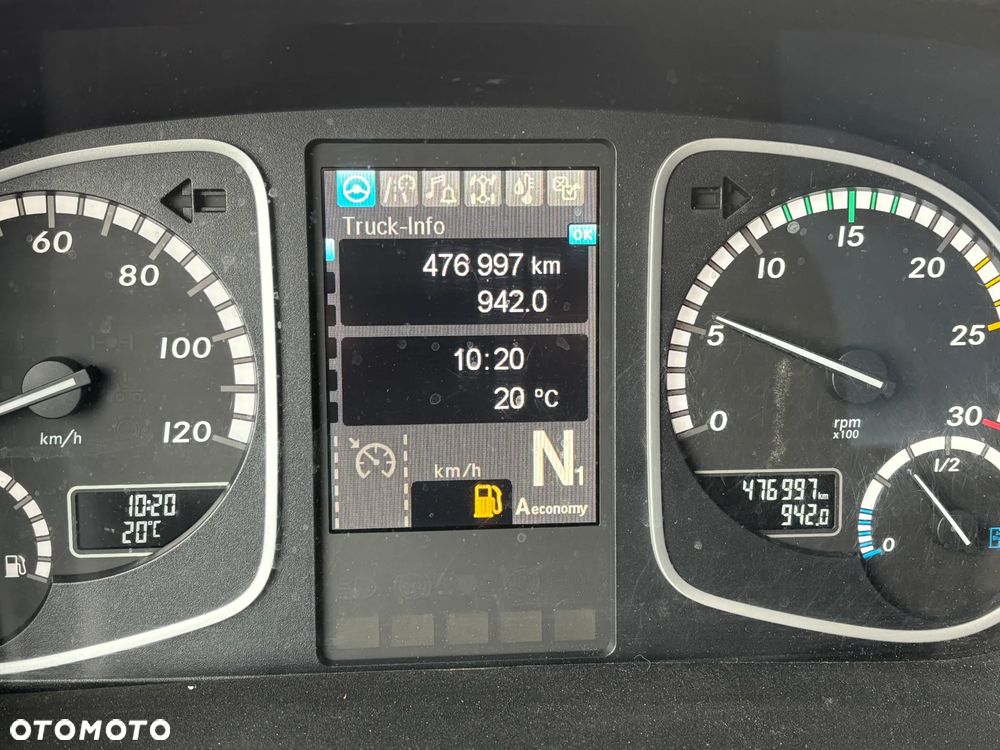 60
80
100
120
km/h
10:20
20°C
Truck-Info
OK
476 997 km
942.0
10:20
20 °C
km/h
N1
A economy
0
5
10
15
20
25
30
rpm
x100
476997 km
942.0
1/2
0
OTOMOTO